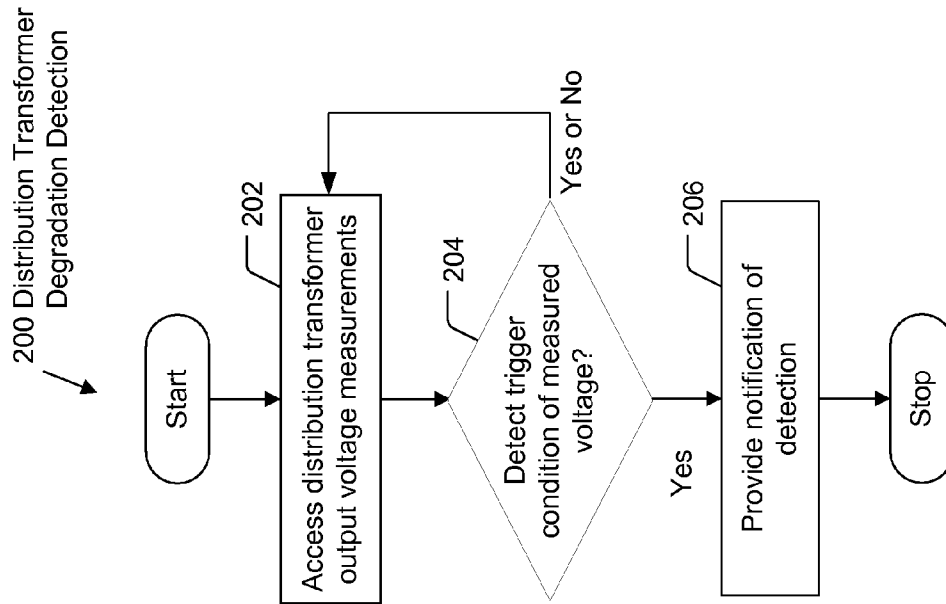 200 Distribution Transformer
Degradation Detection
Start
202
Access distribution transformer
output voltage measurements
204
Detect trigger
condition of measured
voltage?
Yes or No
Yes
206
Provide notification of
detection
Stop